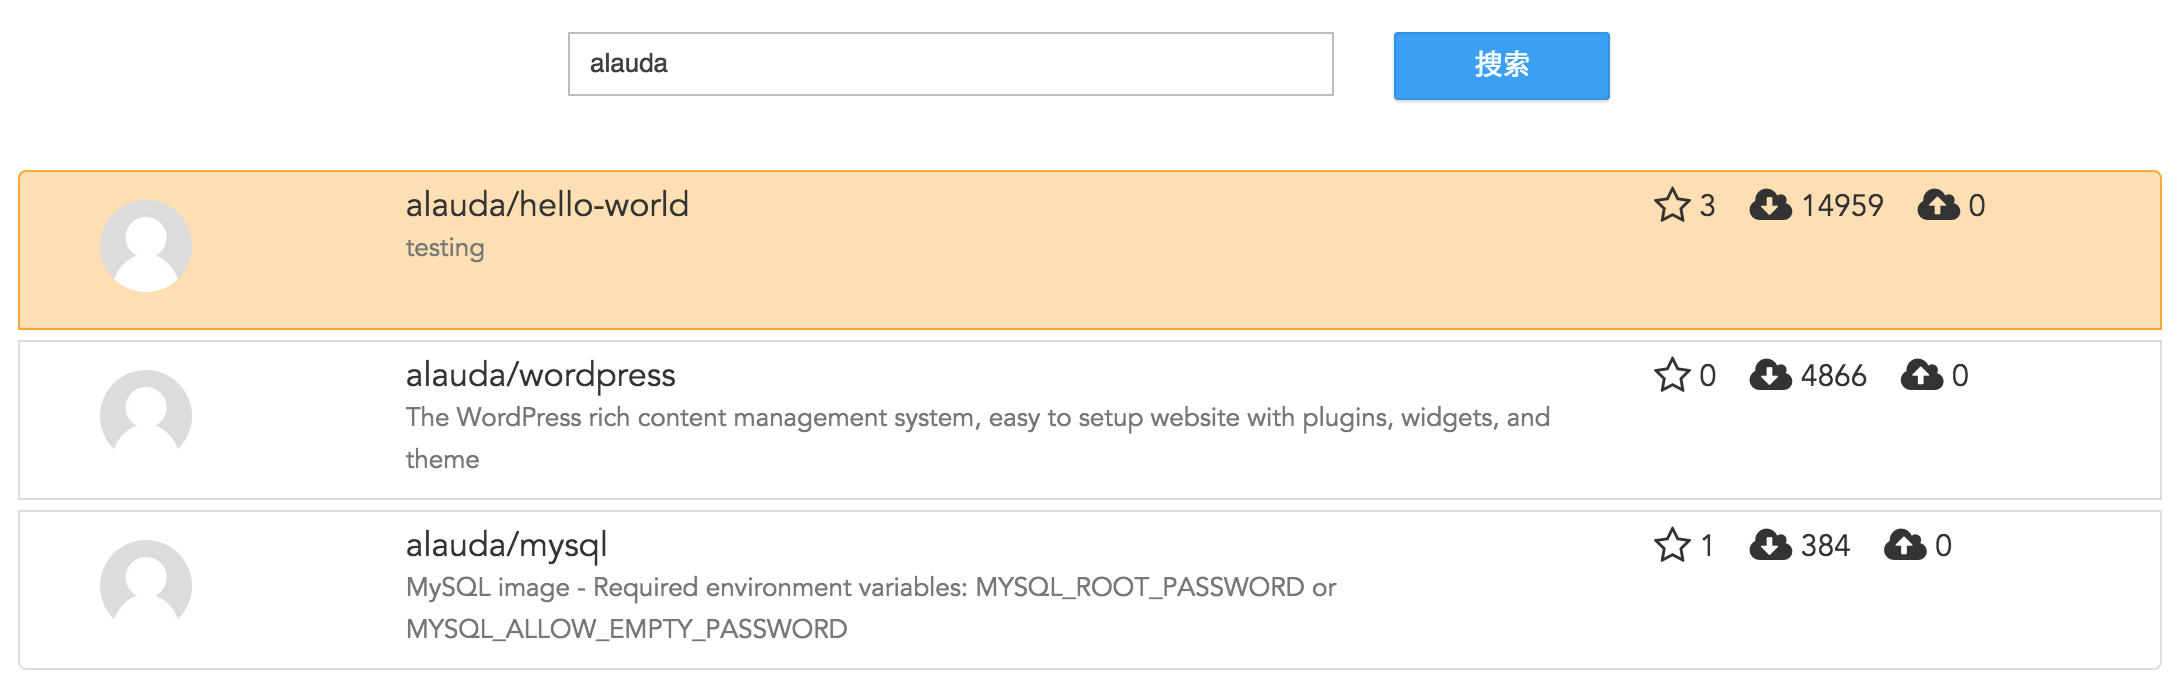 alauda
搜索
alauda/hello-world
3 14959 0
testing
alauda/wordpress
0 4866 0
The WordPress rich content management system, easy to setup website with plugins, widgets, and
theme
alauda/mysql
1 384 0
MySQL image - Required environment variables: MYSQL_ROOT_PASSWORD or
MYSQL_ALLOW_EMPTY_PASSWORD